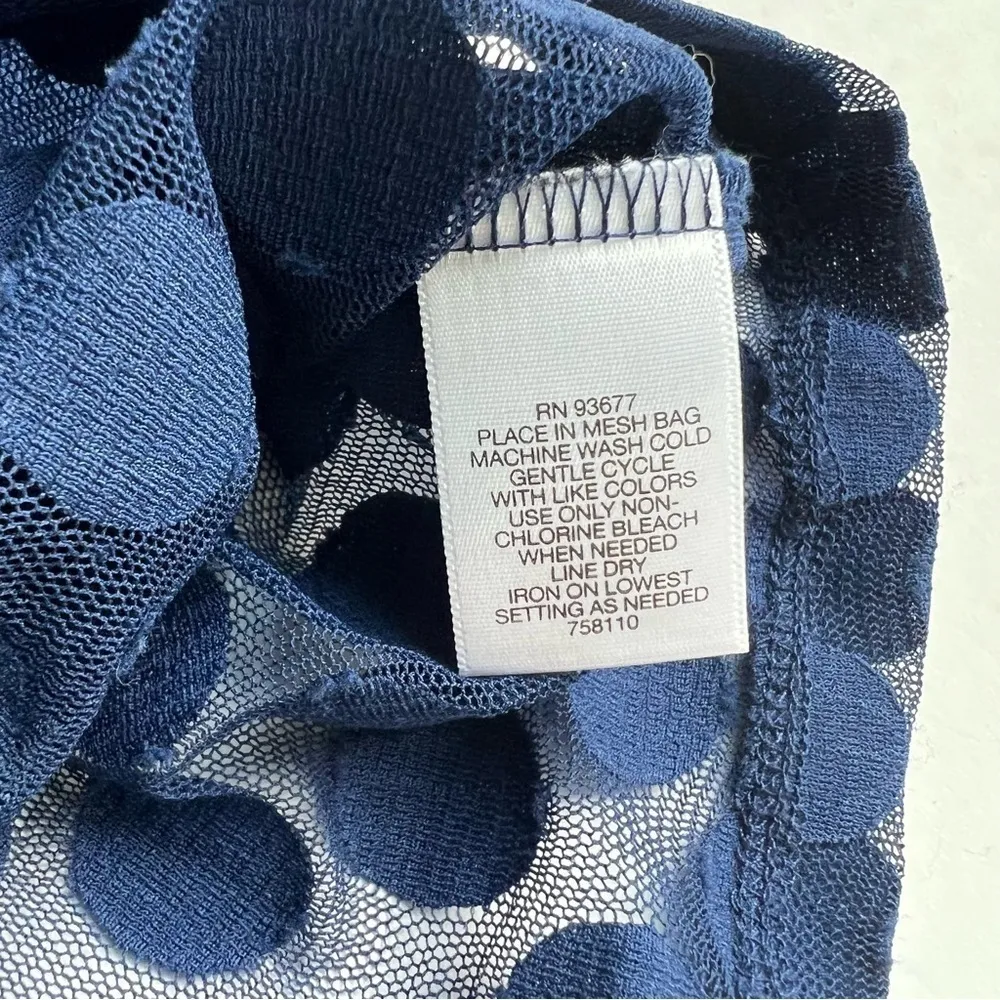 RN 93677
PLACE IN MESH BAG
MACHINE WASH COLD
GENTLE CYCLE
WITH LIKE COLORS
USE ONLY NON-
CHLORINE BLEACH
WHEN NEEDED
LINE DRY
IRON ON LOWEST
SETTING AS NEEDED
758110